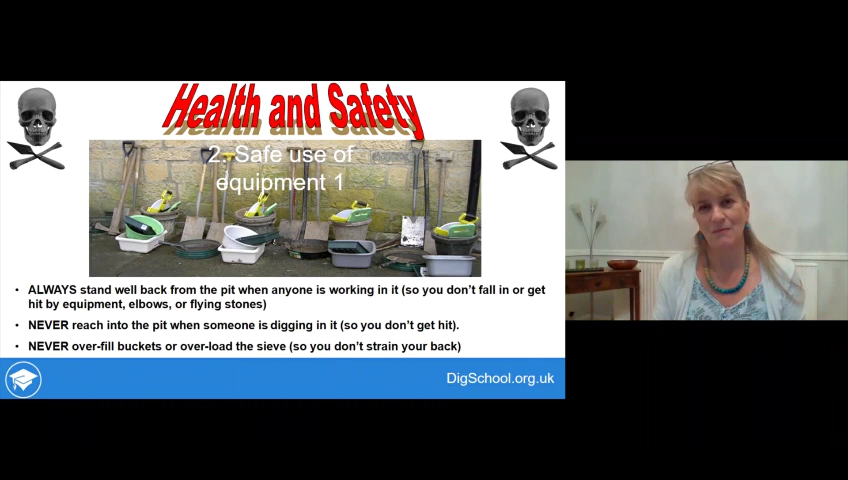 Health and Safety
2. Safe use of
equipment 1
• ALWAYS stand well back from the pit when anyone is working in it (so you don't fall in or get
hit by equipment, elbows, or flying stones)
• NEVER reach into the pit when someone is digging in it (so you don't get hit).
• NEVER over-fill buckets or over-load the sieve (so you don't strain your back)
DigSchool.org.uk